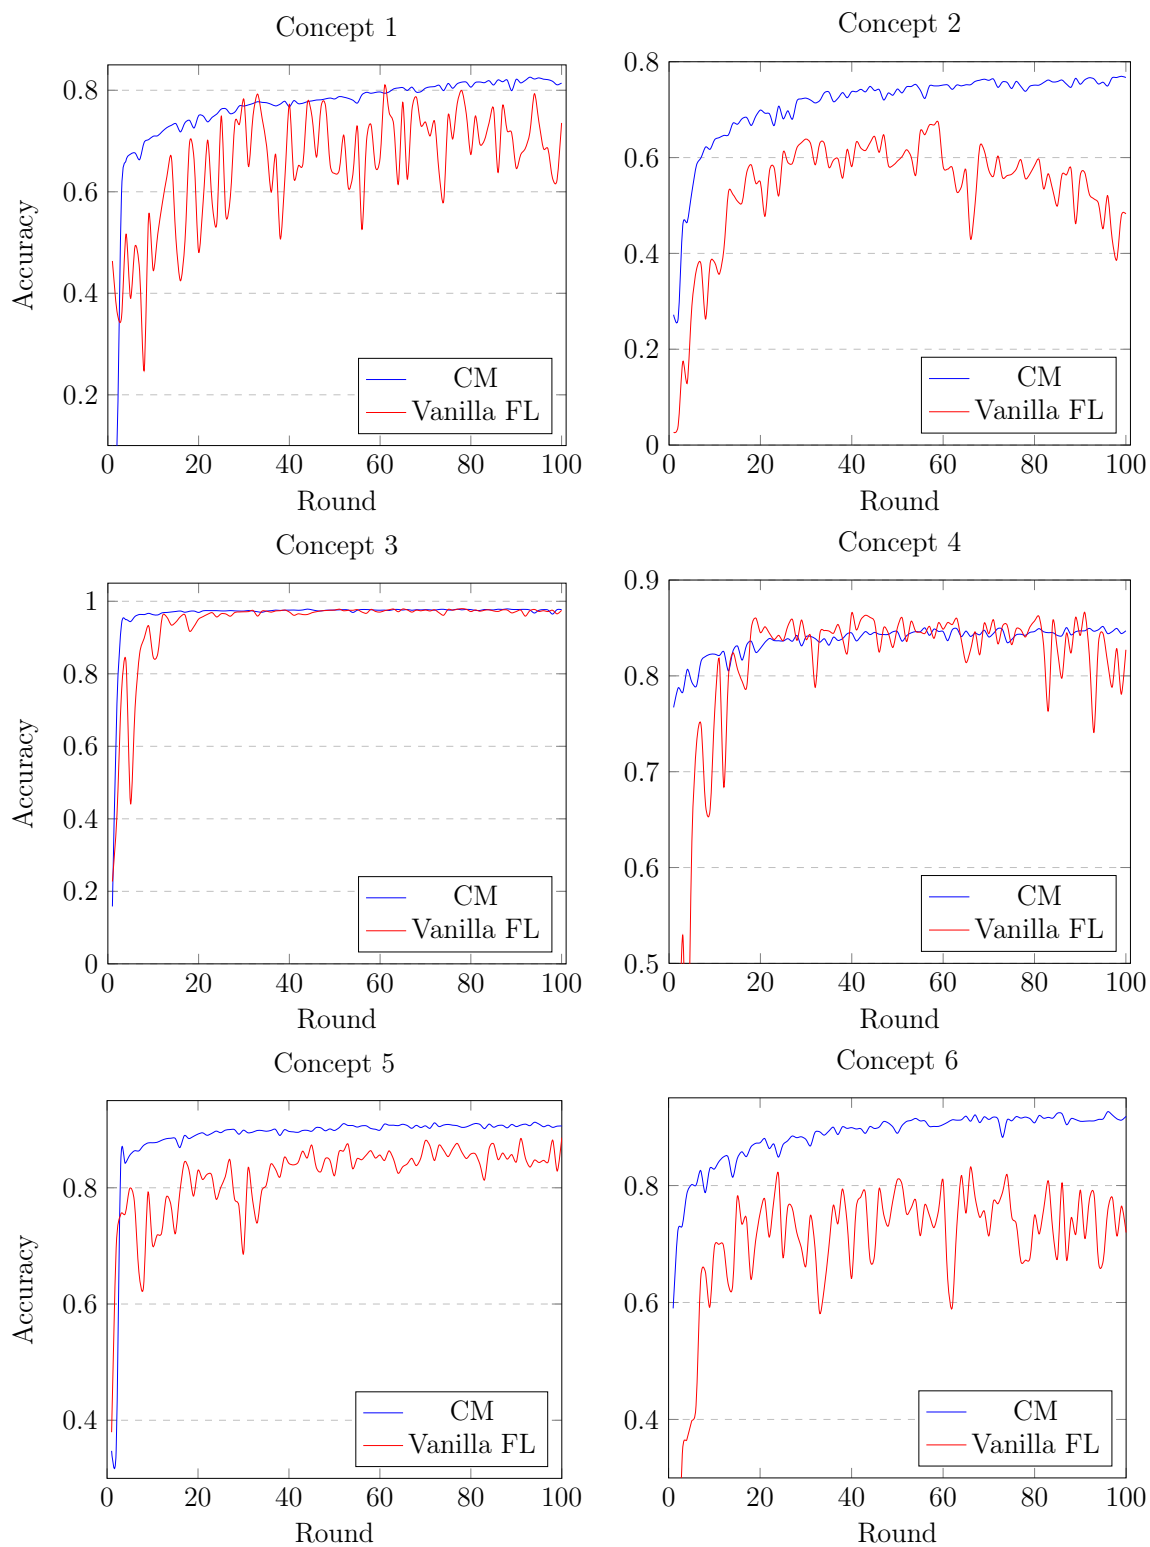 Concept 1
0.8
0.6
0.4
0.2
Accuracy
0 20 40 60 80 100
Round
CM
Vanilla FL
Concept 2
0.8
0.6
0.4
0.2
0
0 20 40 60 80 100
Round
CM
Vanilla FL
Concept 3
1
0.8
0.6
0.4
0.2
0
Accuracy
0 20 40 60 80 100
Round
CM
Vanilla FL
Concept 4
0.9
0.8
0.7
0.6
0.5
0 20 40 60 80 100
Round
CM
Vanilla FL
Concept 5
0.8
0.6
0.4
Accuracy
0 20 40 60 80 100
Round
CM
Vanilla FL
Concept 6
0.8
0.6
0.4
0 20 40 60 80 100
Round
CM
Vanilla FL